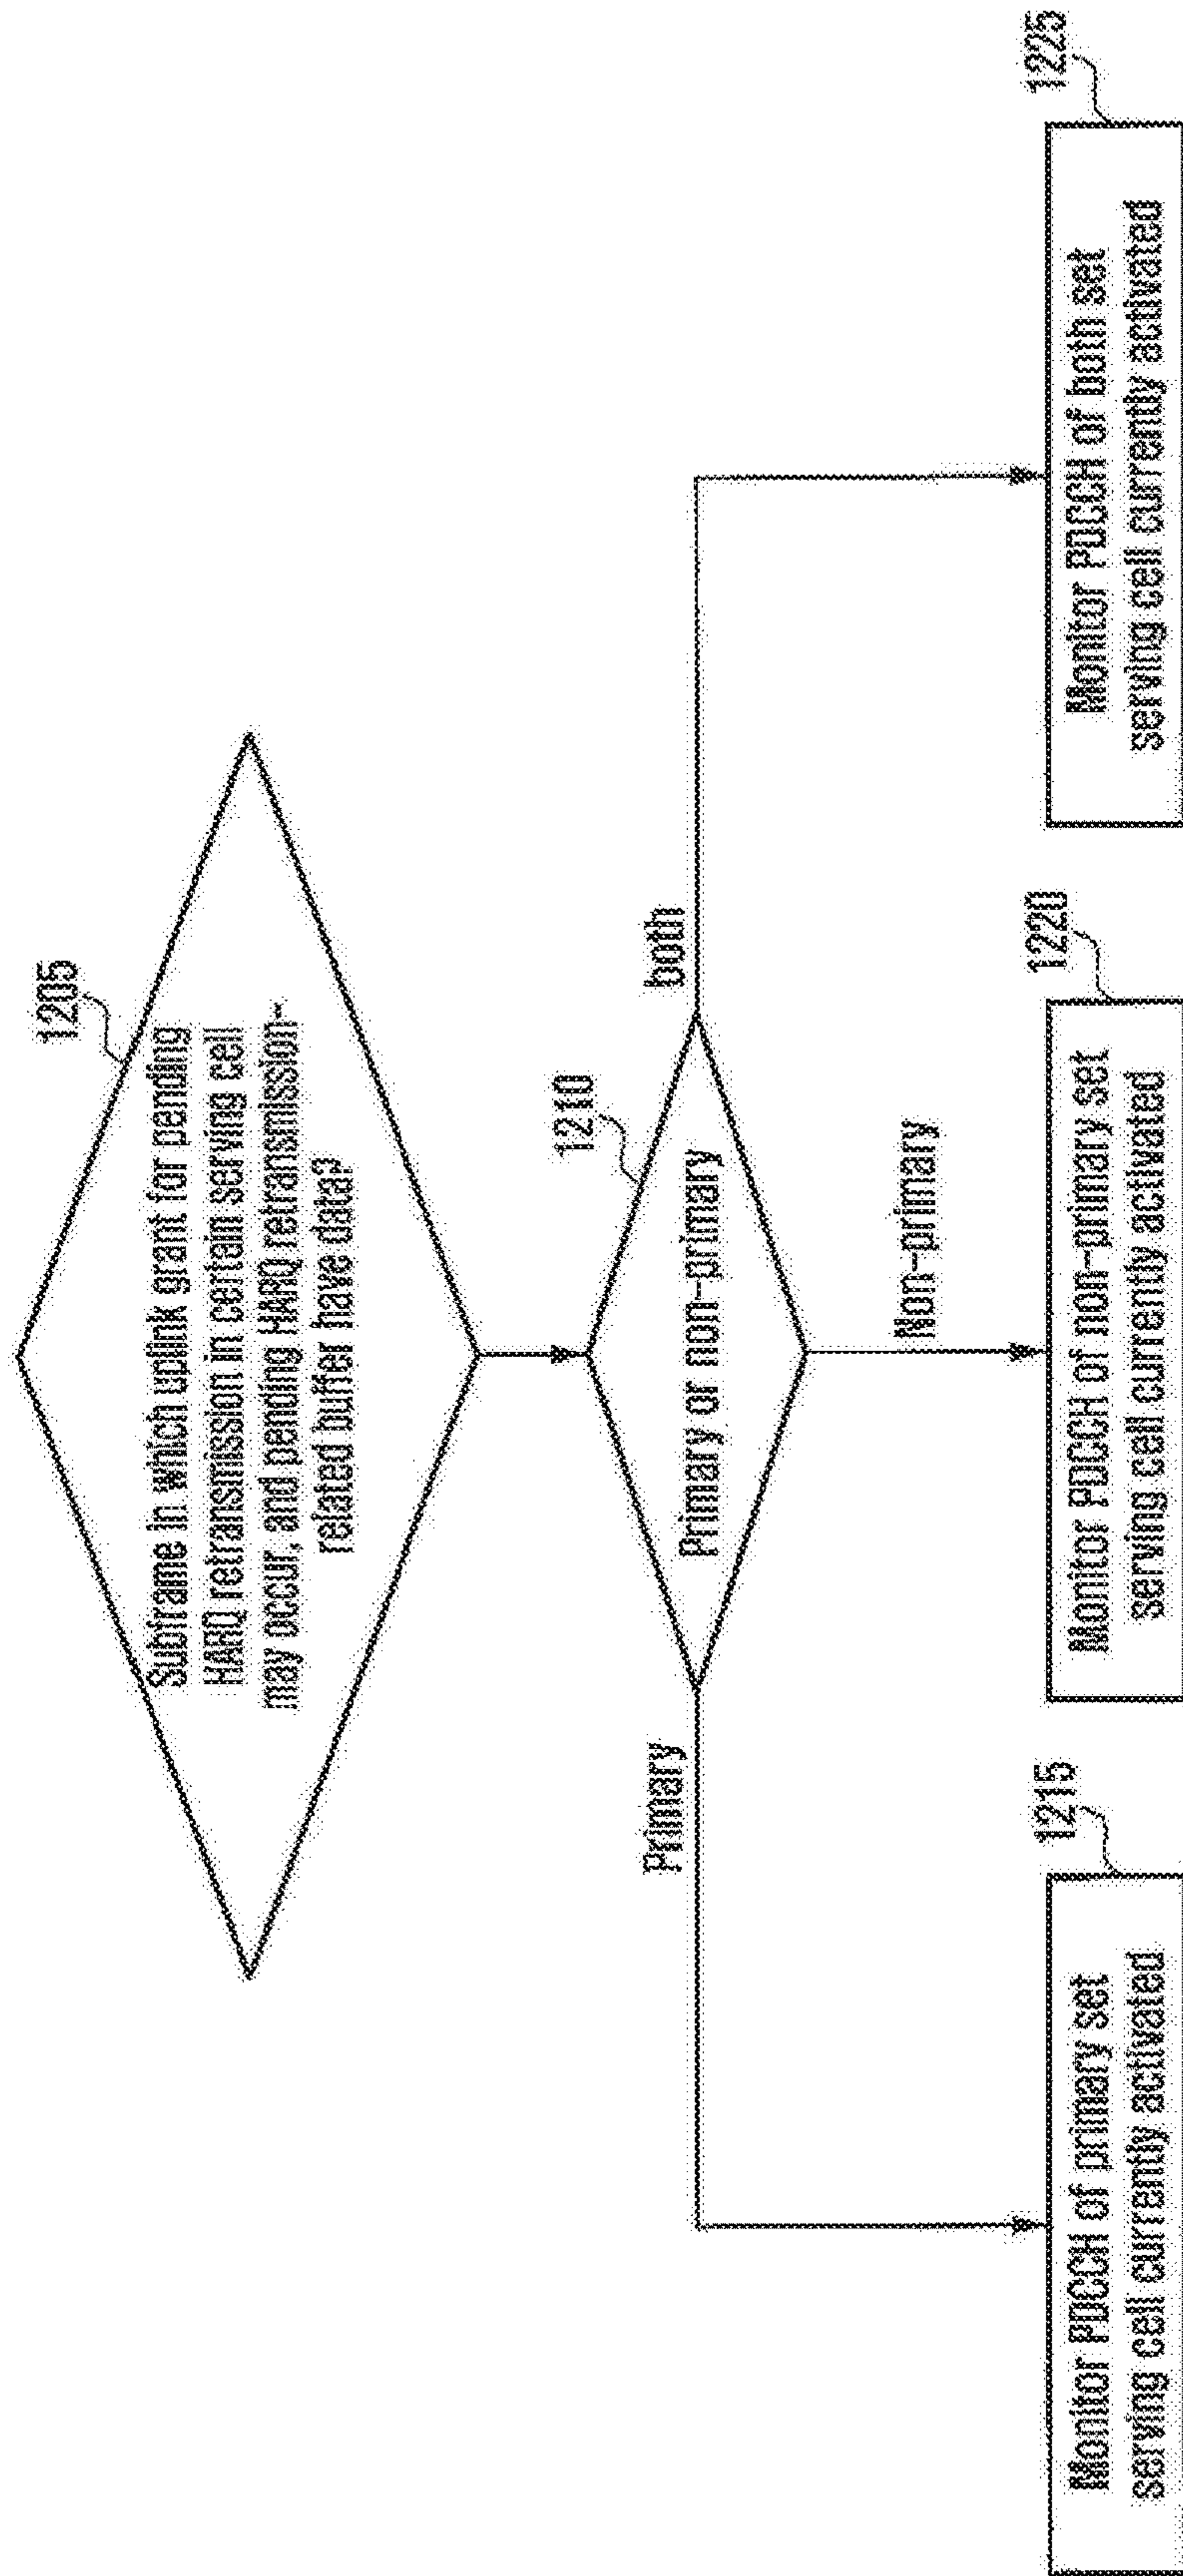 1205
Subframe in which uplink grant for pending
HARQ retransmission in certain serving cell
may occur, and pending HARQ retransmission-
related buffer have data?
1210
Primary or non-primary
Primary
Non-primary
both
1215
Monitor PDCCH of primary set
serving cell currently activated
1220
Monitor PDCCH of non-primary set
serving cell currently activated
1225
Monitor PDCCH of both set
serving cell currently activated